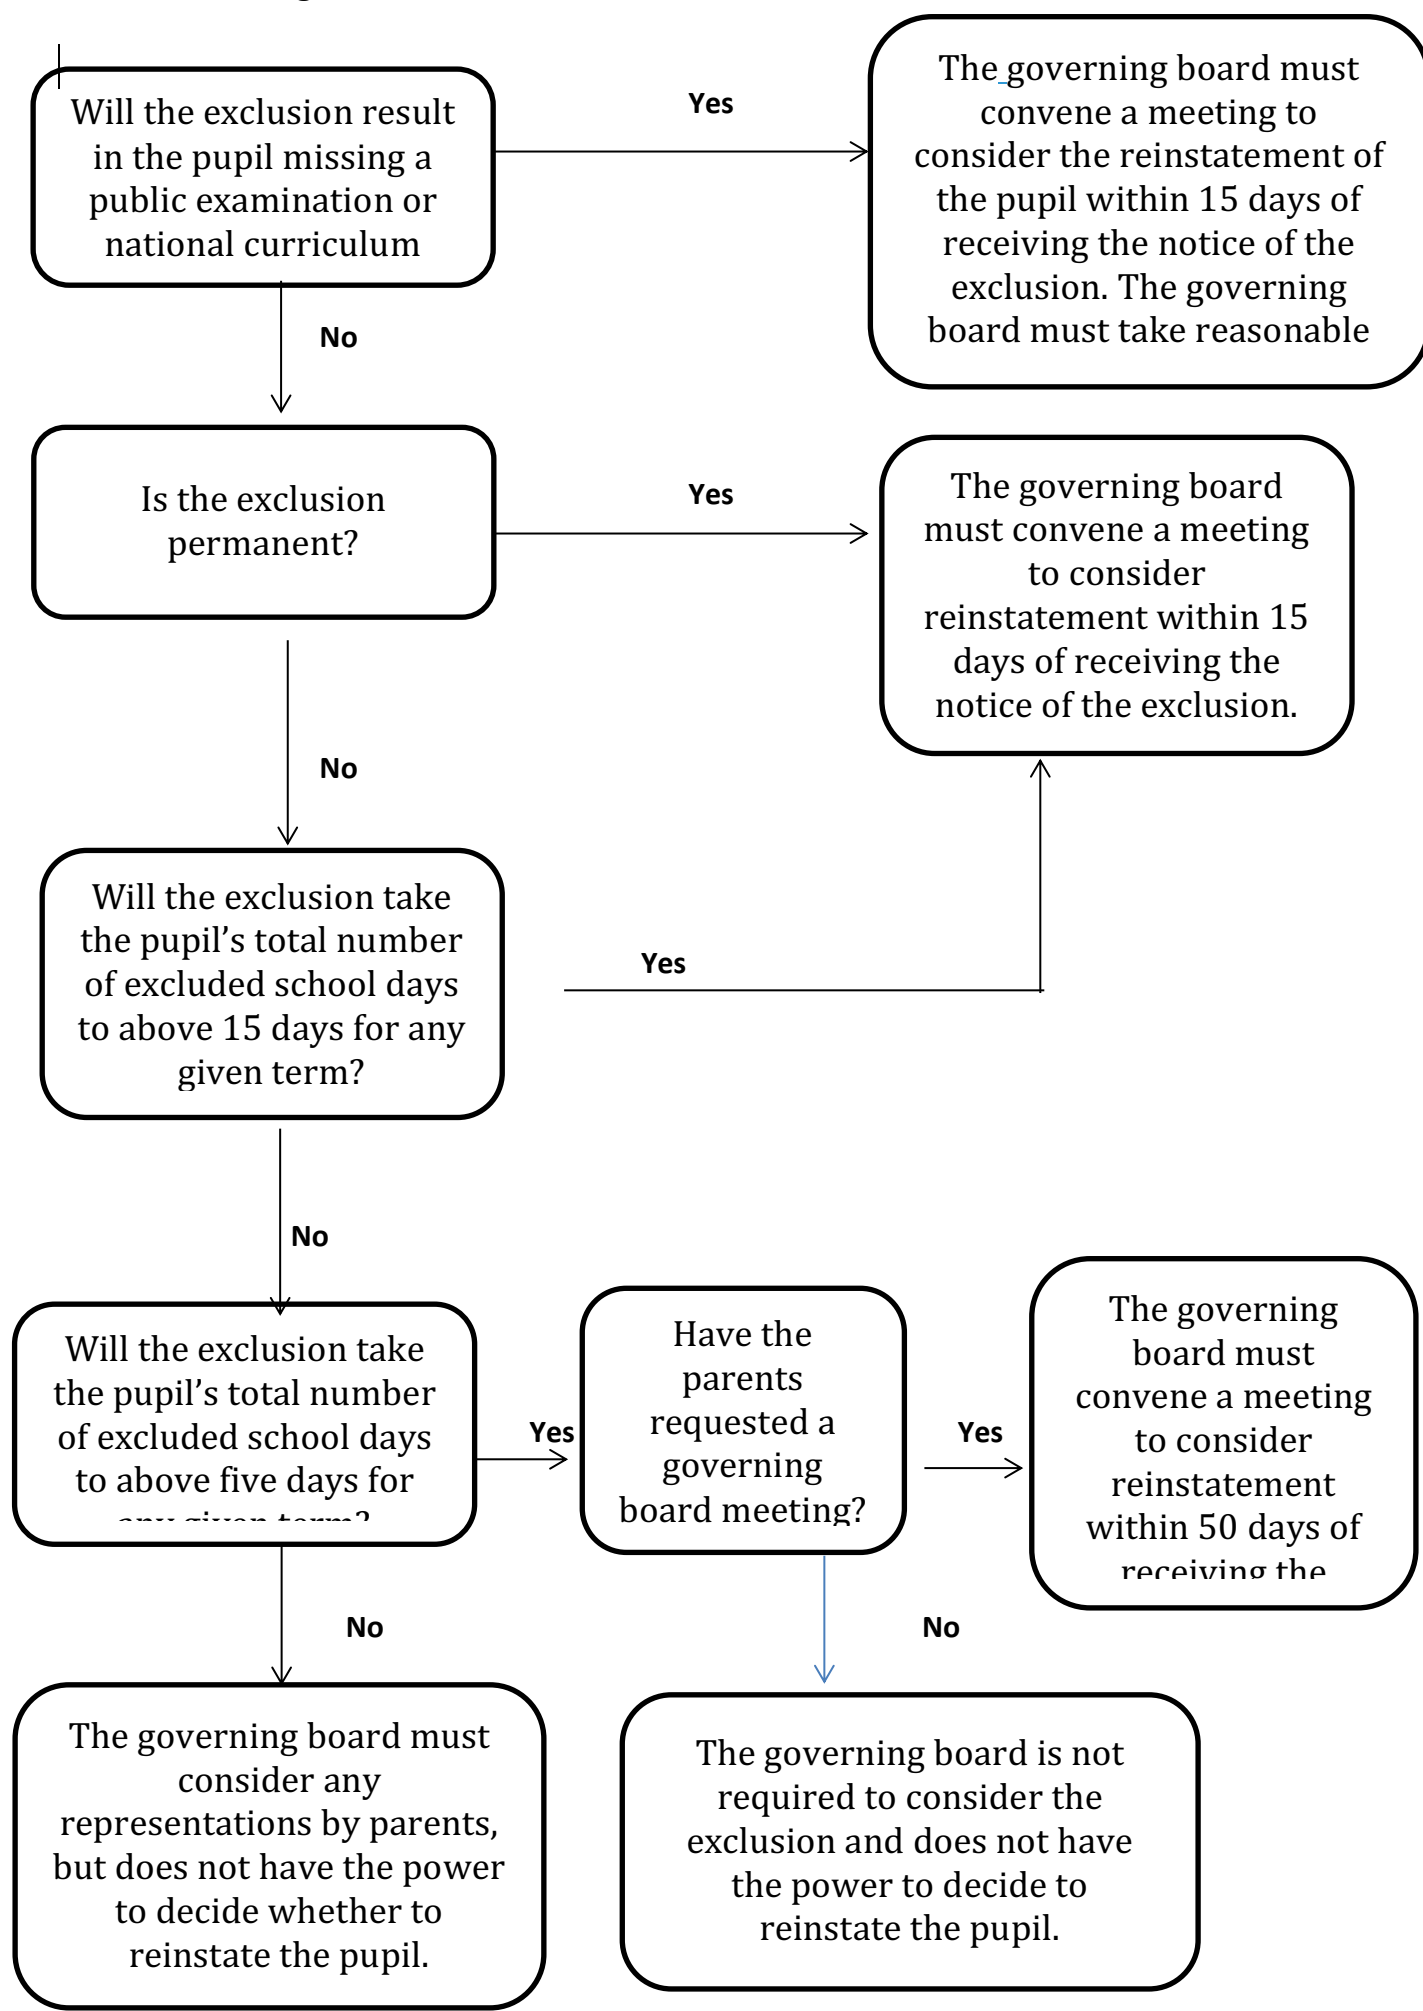 Will the exclusion result
in the pupil missing a
public examination or
national curriculum
Yes
The governing board must
convene a meeting to
consider the reinstatement of
the pupil within 15 days of
receiving the notice of the
exclusion. The governing
board must take reasonable
No
Is the exclusion
permanent?
Yes
The governing board
must convene a meeting
to consider
reinstatement within 15
days of receiving the
notice of the exclusion.
No
Will the exclusion take
the pupil’s total number
of excluded school days
to above 15 days for any
given term?
Yes
No
Will the exclusion take
the pupil’s total number
of excluded school days
to above five days for
any given term?
Yes
Have the
parents
requested a
governing
board meeting?
Yes
The governing
board must
convene a meeting
to consider
reinstatement
within 50 days of
receiving the
No
No
The governing board must
consider any
representations by parents,
but does not have the power
to decide whether to
reinstate the pupil.
The governing board is not
required to consider the
exclusion and does not have
the power to decide to
reinstate the pupil.